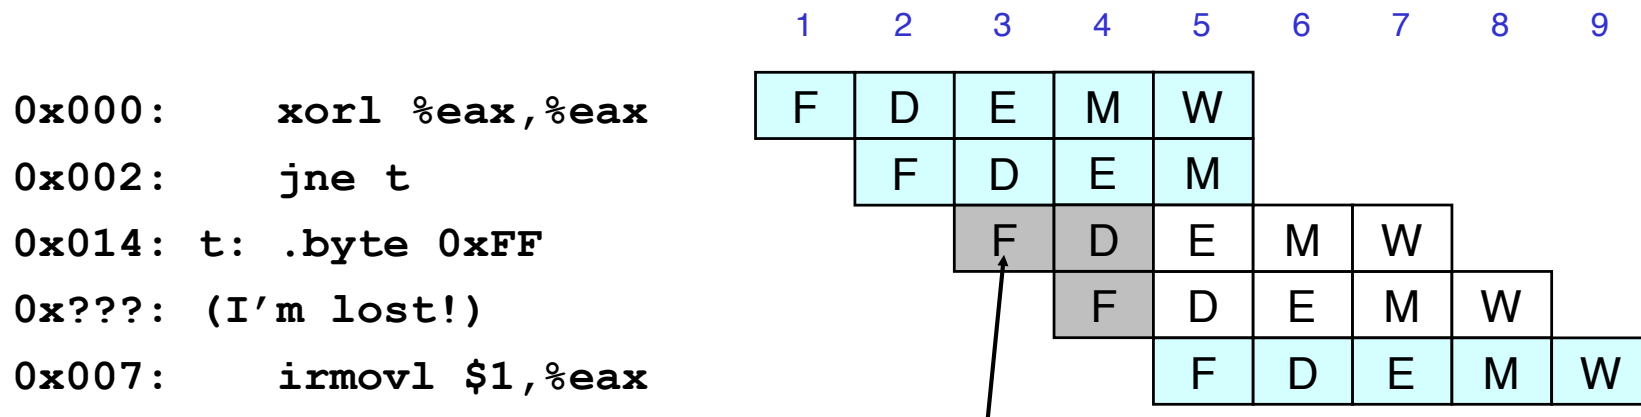 1 2 3 4 5 6 7 8 9
0x000: xorl %eax,%eax F D E M W
0x002: jne t F D E M
0x014: t: .byte 0xFF F D E M W
0x???: (I’m lost!) F D E M W
0x007: irmovl $1,%eax F D E M W